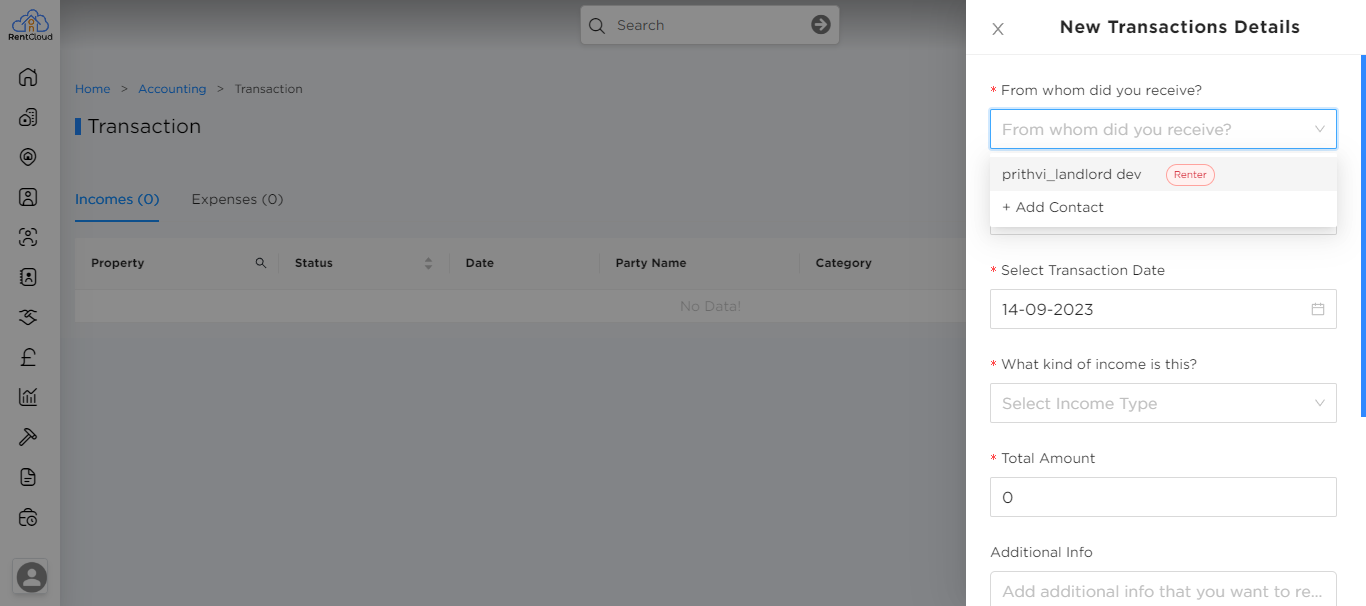 RentCloud
Search
Home > Accounting > Transaction
Transaction
Incomes (0) Expenses (0)
Property Status Date Party Name Category
No Data!
New Transactions Details
* From whom did you receive?
From whom did you receive?
prithvi_landlord dev Renter
+ Add Contact
* Select Transaction Date
14-09-2023
* What kind of income is this?
Select Income Type
* Total Amount
0
Additional Info
Add additional info that you want to re...